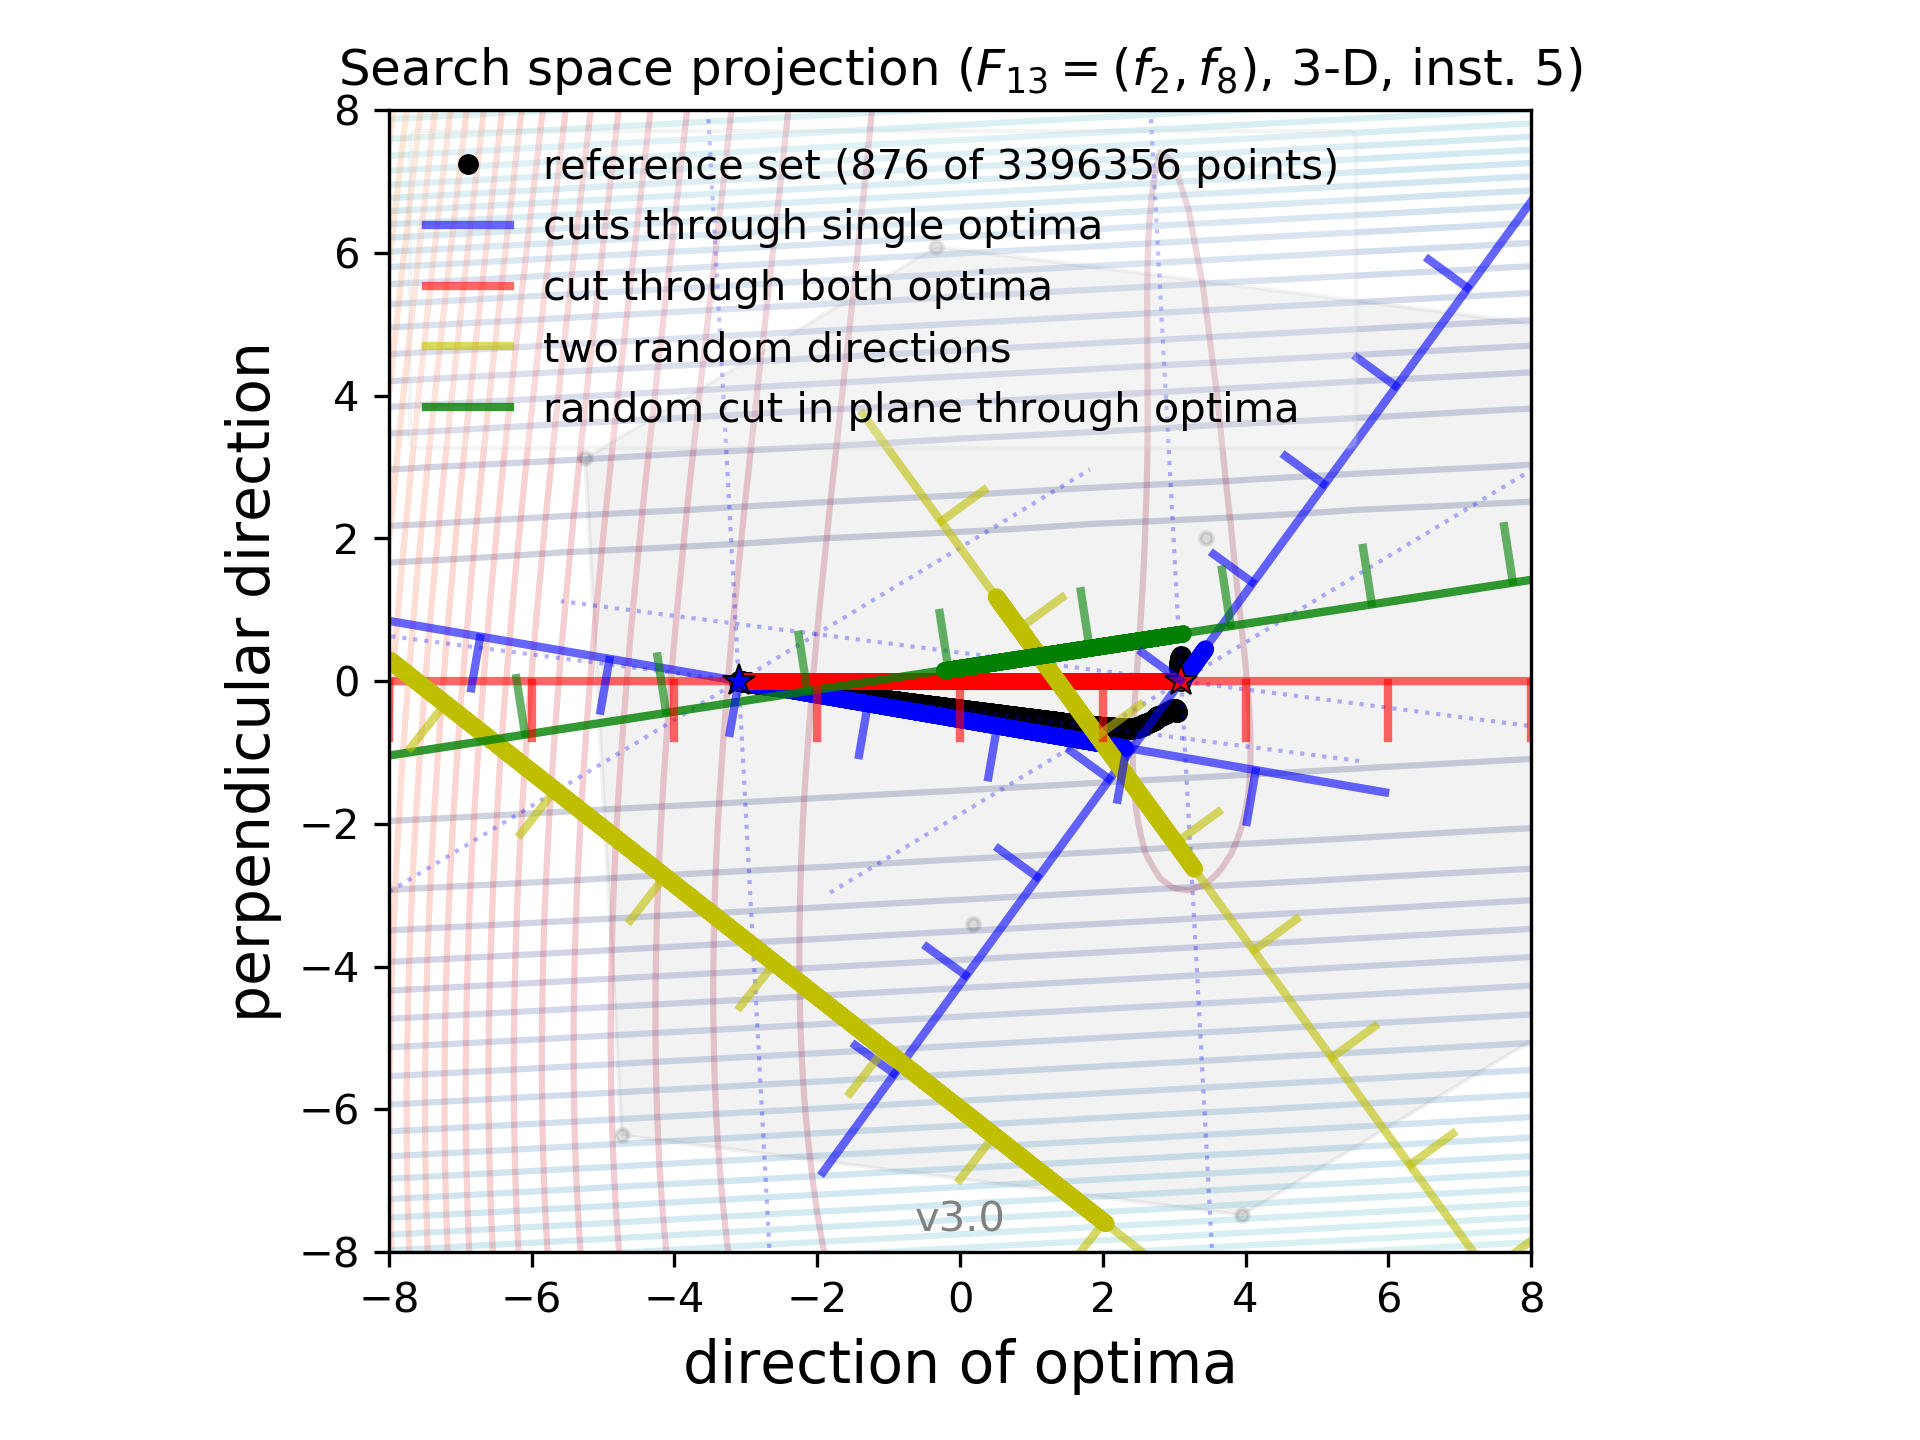 Search space projection (F₁₃ = (f₂, f₈), 3-D, inst. 5)
8
6
4
2
0
−2
−4
−6
−8
perpendicular direction
reference set (876 of 3396356 points)
cuts through single optima
cut through both optima
two random directions
random cut in plane through optima
v3.0
−8 −6 −4 −2 0 2 4 6 8
direction of optima